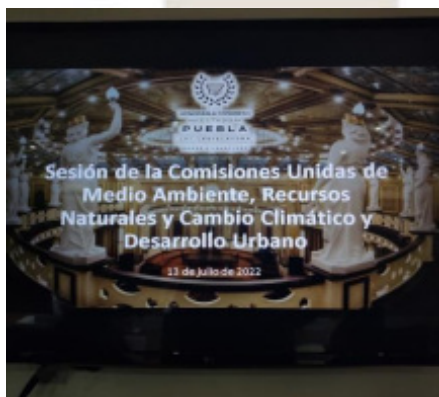 PUEBLA
Sesión de la Comisiones Unidas de
Medio Ambiente, Recursos
Naturales y Cambio Climático y
Desarrollo Urbano
13 de Julio de 2022